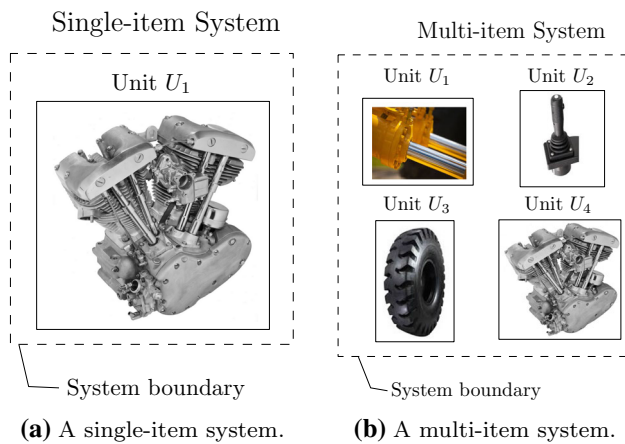 Single-item System
Unit U₁
System boundary
(a) A single-item system.
Multi-item System
Unit U₁
Unit U₂
Unit U₃
Unit U₄
System boundary
(b) A multi-item system.